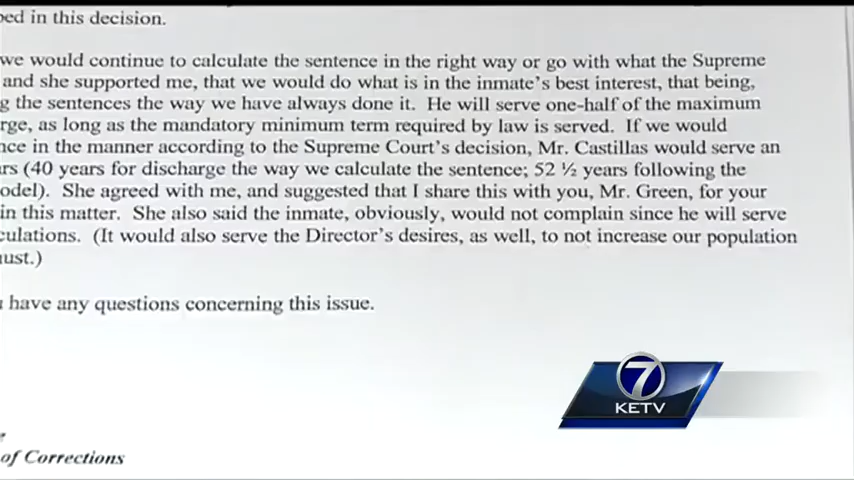 in this decision.
we would continue to calculate the sentence in the right way or go with what the Supreme
and she supported me, that we would do what is in the inmate's best interest, that being,
the sentences the way we have always done it. He will serve one-half of the maximum
as long as the mandatory minimum term required by law is served. If we would
in the manner according to the Supreme Court's decision, Mr. Castillas would serve an
(40 years for discharge the way we calculate the sentence; 52 ½ years following the
She agreed with me, and suggested that I share this with you, Mr. Green, for your
in this matter. She also said the inmate, obviously, would not complain since he will serve
(It would also serve the Director's desires, as well, to not increase our population
have any questions concerning this issue.
7
KETV
of Corrections